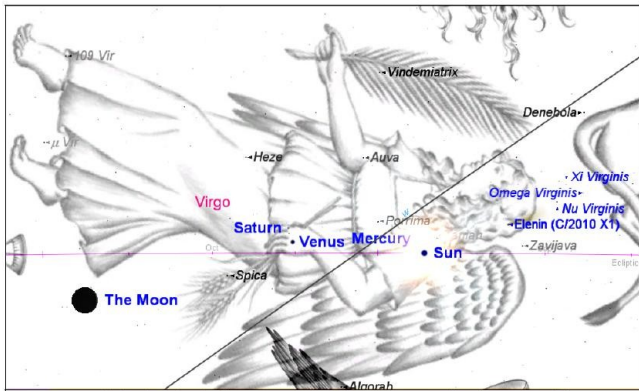 109 Vir
Vindemiatrix
Denebola
μ Vir
Heze
Auva
Xi Virginis
Omega Virginis
Virgo
Nu Virginis
Porrima
Elenin (C/2010 X1)
Saturn
Venus
Mercury
Zavijava
Oct
Sun
Ecliptic
Spica
The Moon
Algorab